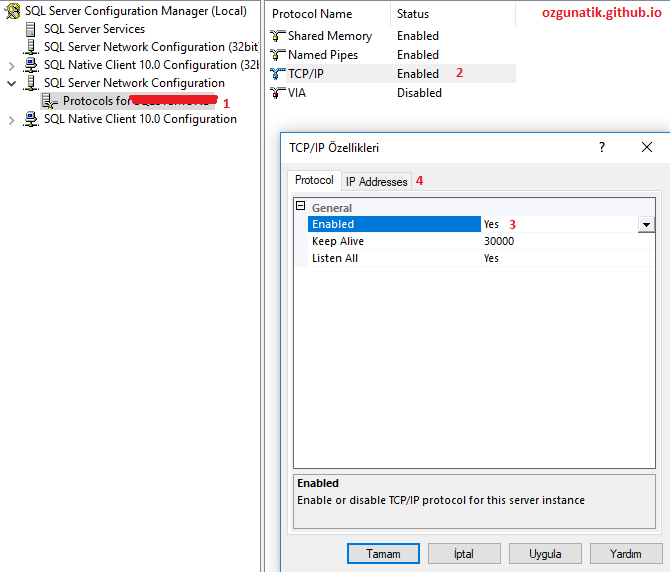 SQL Server Configuration Manager (Local)
SQL Server Services
SQL Server Network Configuration (32bit)
SQL Native Client 10.0 Configuration (32b
SQL Server Network Configuration
Protocols for
1
SQL Native Client 10.0 Configuration
Protocol Name Status
ozgunatik.github.io
Shared Memory Enabled
Named Pipes Enabled
TCP/IP Enabled 2
VIA Disabled
TCP/IP Özellikleri ? ×
Protocol IP Addresses 4
General
Enabled Yes 3
Keep Alive 30000
Listen All Yes
Enabled
Enable or disable TCP/IP protocol for this server instance
Tamam İptal Uygula Yardım